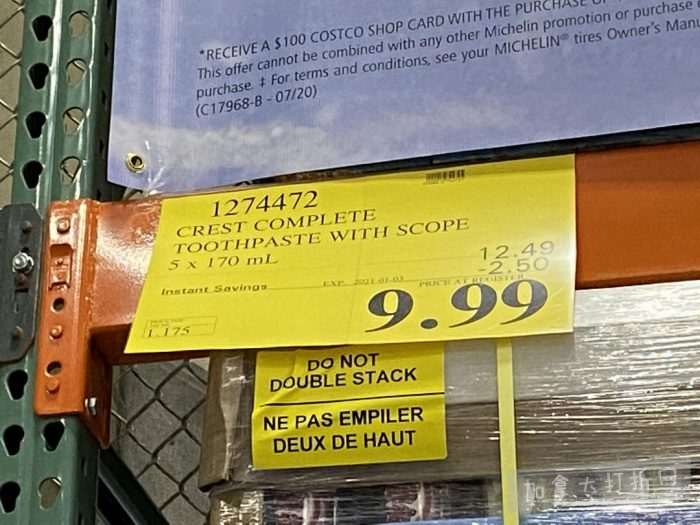 *RECEIVE A $100 COSTCO SHOP CARD WITH THE PURCHASE
This offer cannot be combined with any other Michelin promotion or purchase
purchase. ‡ For terms and conditions, see your MICHELIN® tires Owner's Man
(C17968-B - 07/20)
1274472
CREST COMPLETE
TOOTHPASTE WITH SCOPE
5 x 170 mL
12.49
-2.50
Instant Savings EXP. 2021-01-03 PRICE AT REGISTER
9.99
1.175
DO NOT
DOUBLE STACK
NE PAS EMPILER
DEUX DE HAUT
加拿大打折日